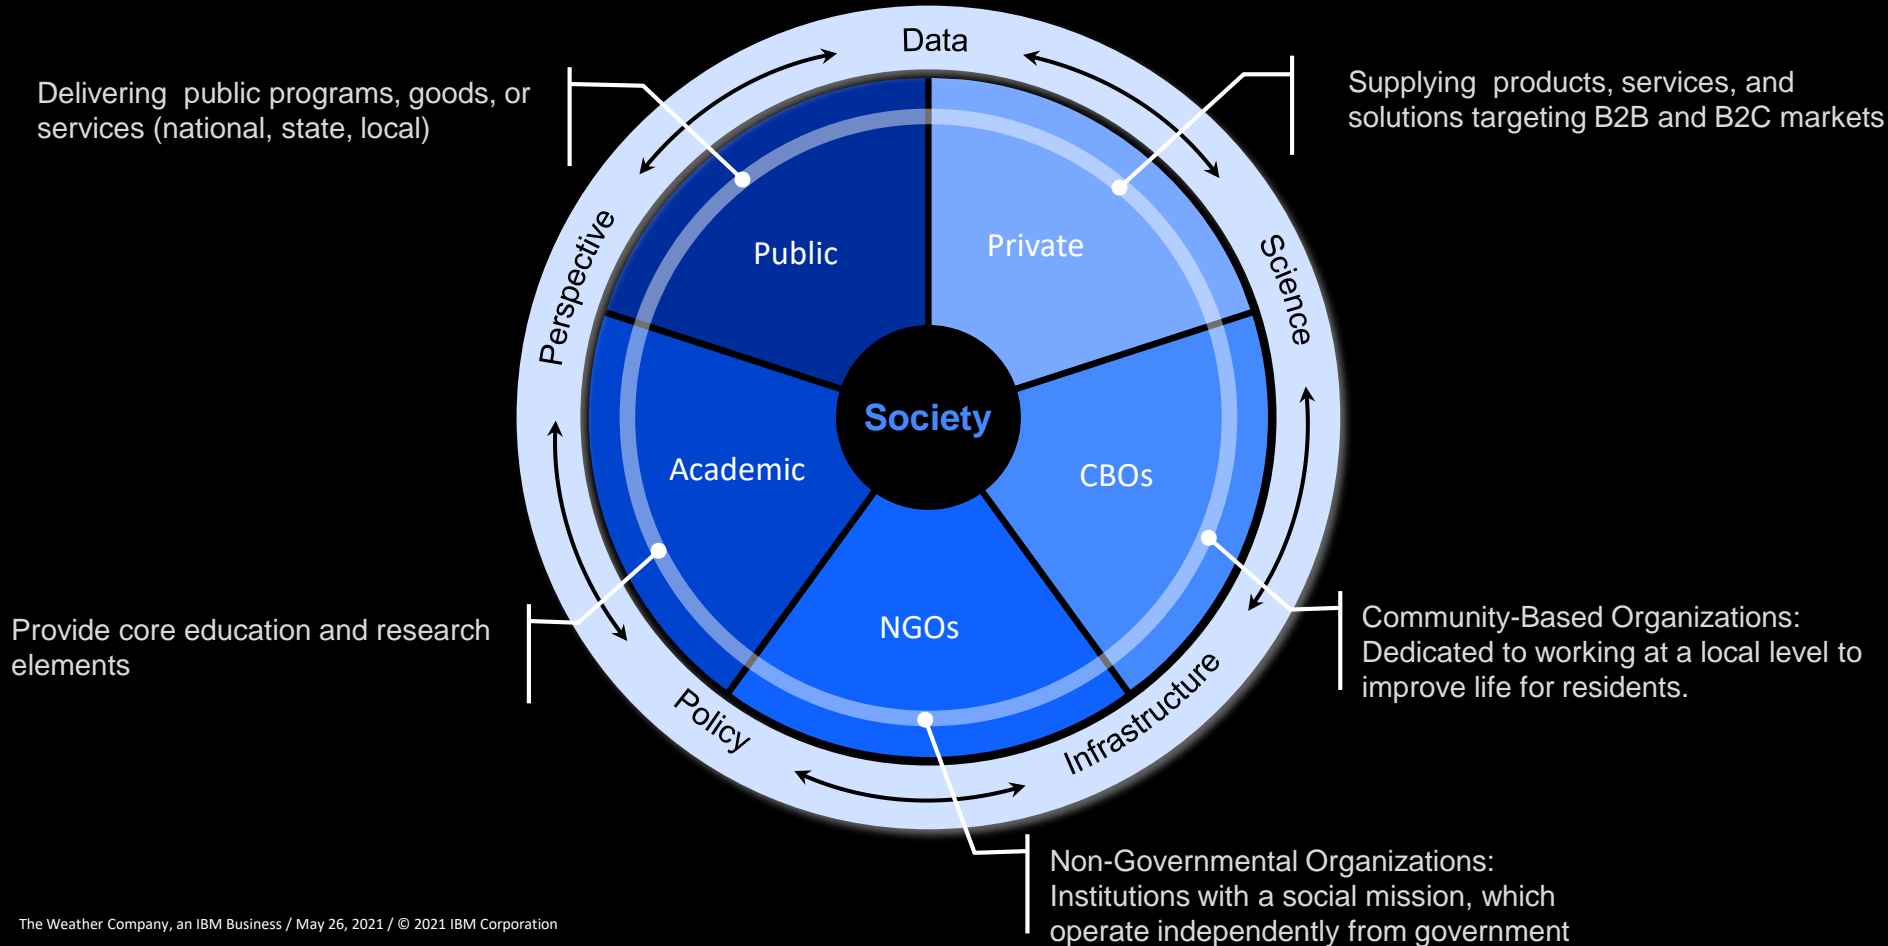 Data
Delivering public programs, goods, or
services (national, state, local)
Supplying products, services, and
solutions targeting B2B and B2C markets
Public
Private
Perspective
Science
Society
Academic
CBOs
NGOs
Provide core education and research
elements
Community-Based Organizations:
Dedicated to working at a local level to
improve life for residents.
Policy
Infrastructure
Non-Governmental Organizations:
Institutions with a social mission, which
operate independently from government
The Weather Company, an IBM Business / May 26, 2021 / © 2021 IBM Corporation